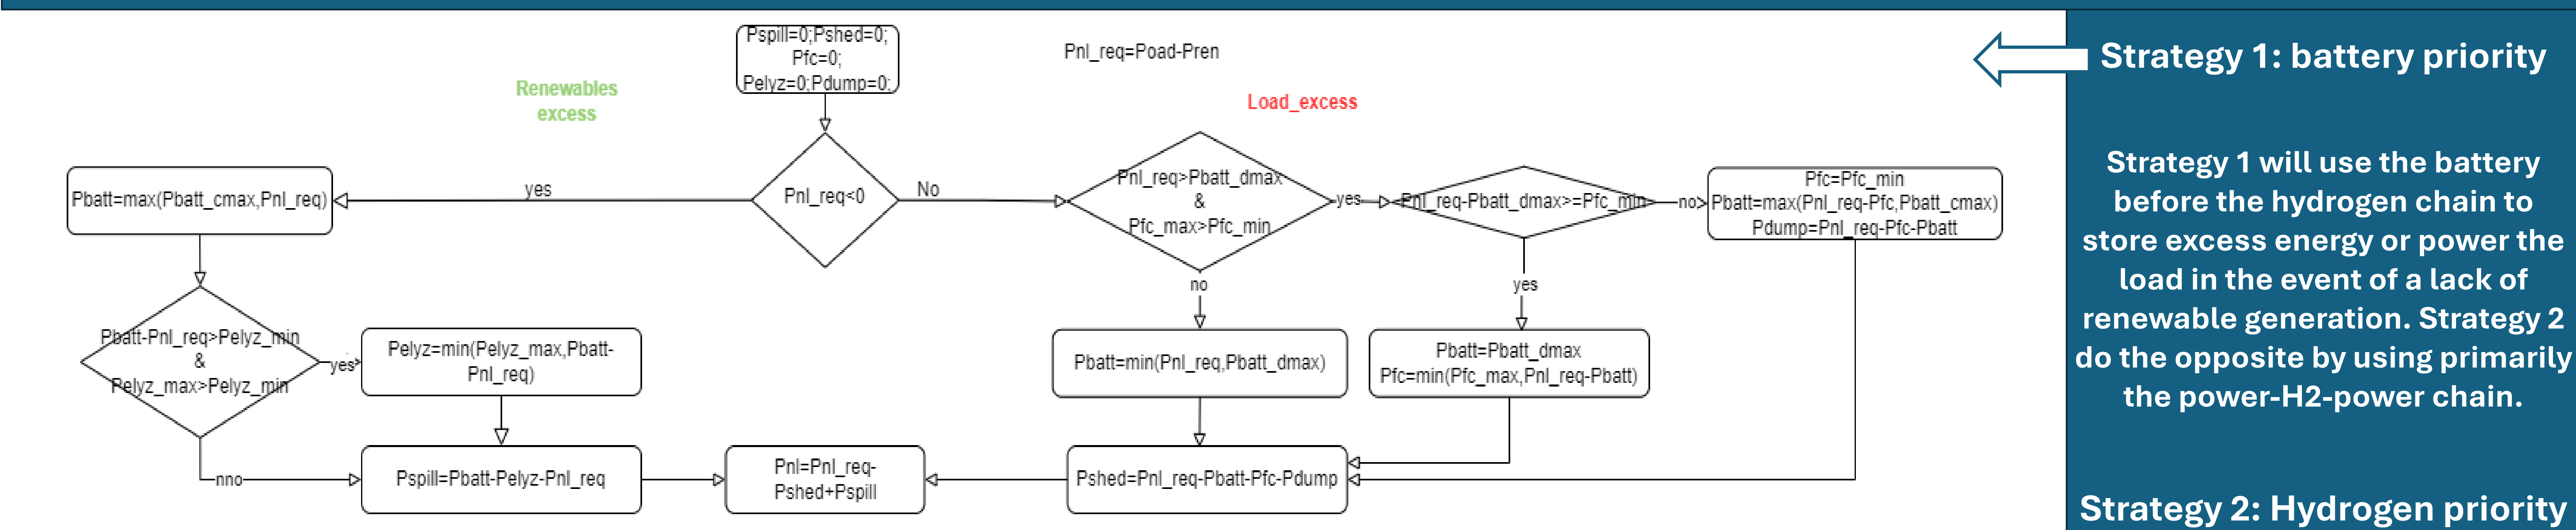 Pspill=0;Pshed=0;
Pfc=0;
Pelyz=0;Pdump=0;
Pnl_req=Poad-Pren
Renewables
excess
Load_excess
Pnl_req<0
yes
No
Pbatt=max(Pbatt_cmax,Pnl_req)
Pnl_req>Pbatt_dmax
&
Pfc_max>Pfc_min
yes
Pnl_req-Pbatt_dmax>=Pfc_min
no
Pfc=Pfc_min
Pbatt=max(Pnl_req-Pfc,Pbatt_cmax)
Pdump=Pnl_req-Pfc-Pbatt
no
yes
Pbatt-Pnl_req>Pelyz_min
&
Pelyz_max>Pelyz_min
yes
Pelyz=min(Pelyz_max,Pbatt-
Pnl_req)
Pbatt=min(Pnl_req,Pbatt_dmax)
Pbatt=Pbatt_dmax
Pfc=min(Pfc_max,Pnl_req-Pbatt)
nno
Pspill=Pbatt-Pelyz-Pnl_req
Pnl=Pnl_req-
Pshed+Pspill
Pshed=Pnl_req-Pbatt-Pfc-Pdump
Strategy 1: battery priority
Strategy 1 will use the battery
before the hydrogen chain to
store excess energy or power the
load in the event of a lack of
renewable generation. Strategy 2
do the opposite by using primarily
the power-H2-power chain.
Strategy 2: Hydrogen priority